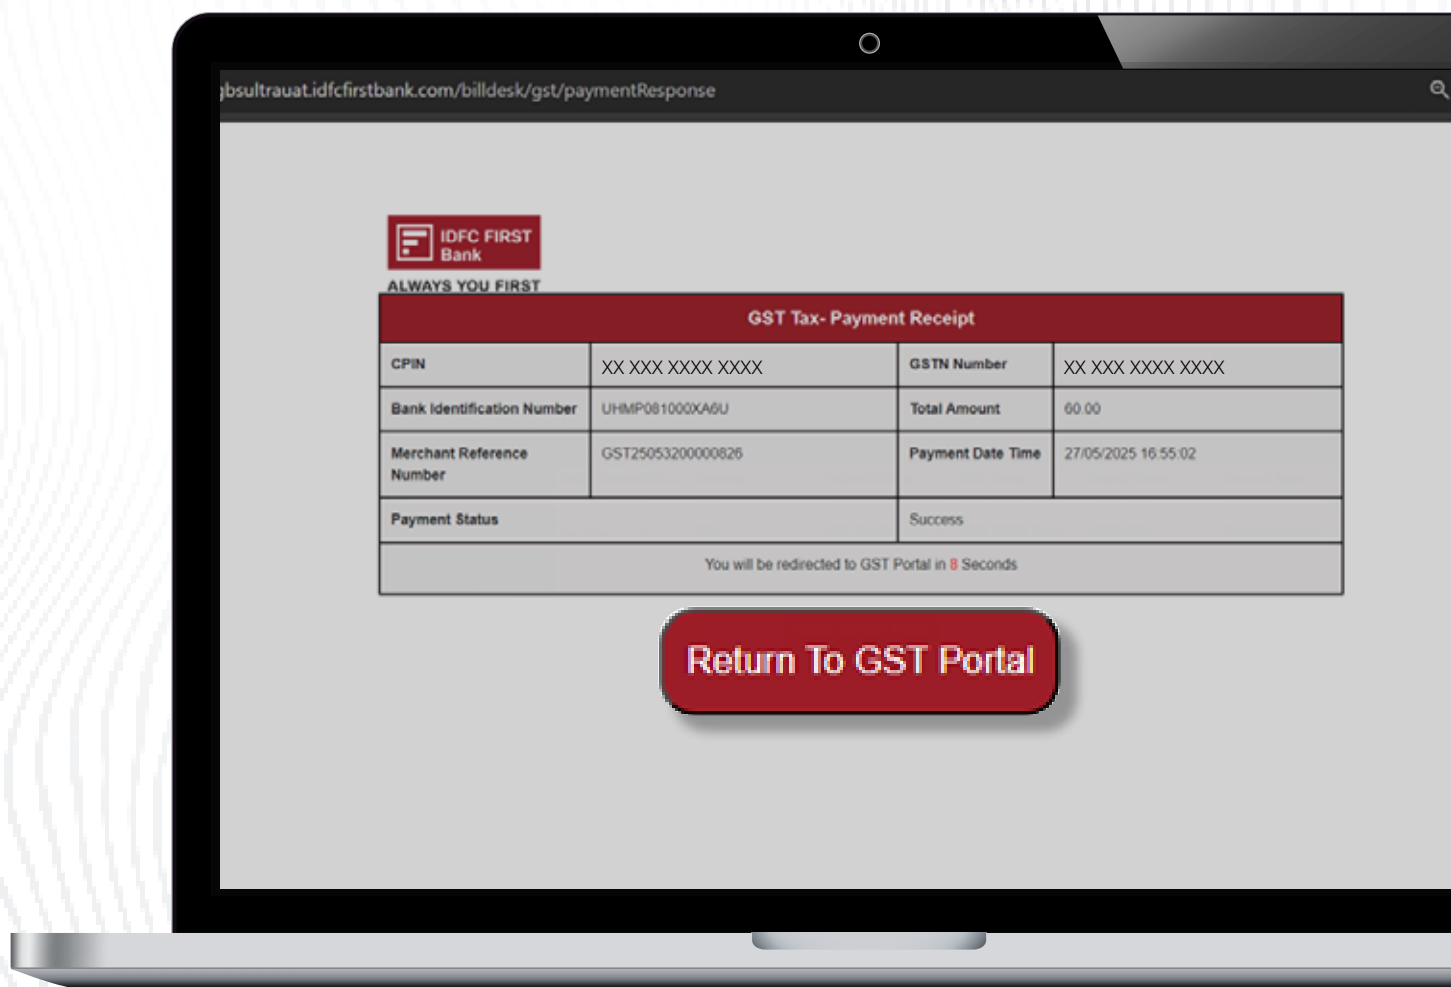 gbsultrauat.idfcfirstbank.com/billdesk/gst/paymentResponse
IDFC FIRST
Bank
ALWAYS YOU FIRST
GST Tax- Payment Receipt
CPIN XX XXX XXXX XXXX GSTN Number XX XXX XXXX XXXX
Bank Identification Number UHMP081000XA6U Total Amount 60.00
Merchant Reference GST25053200000826 Payment Date Time 27/05/2025 16:55:02
Number
Payment Status Success
You will be redirected to GST Portal in 8 Seconds
Return To GST Portal